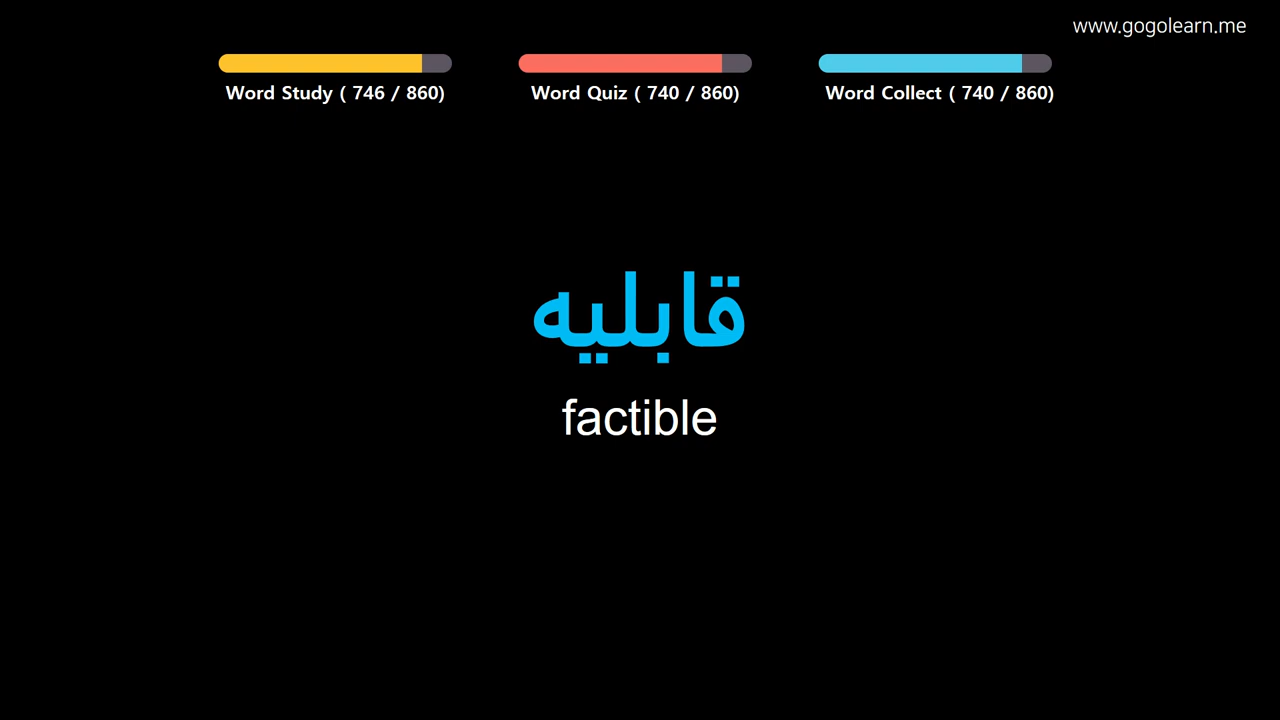 www.gogolearn.me
Word Study ( 746 / 860)
Word Quiz ( 740 / 860)
Word Collect ( 740 / 860)
قابليه
factible